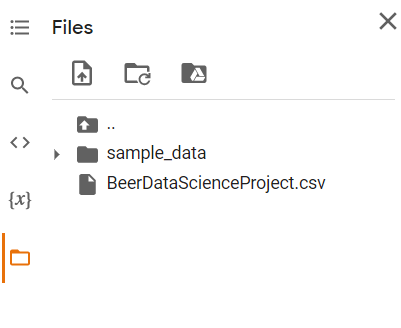 Files
{x}
..
sample_data
BeerDataScienceProject.csv